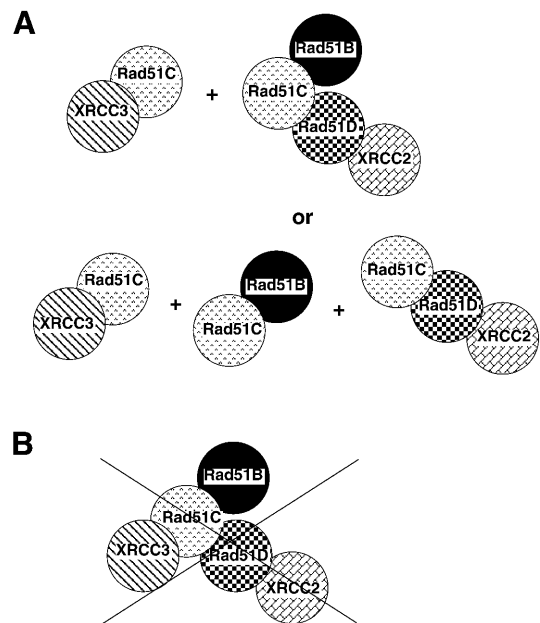 A
Rad51C
XRCC3
+
Rad51B
Rad51C
Rad51D
XRCC2
or
Rad51C
XRCC3
+
Rad51B
Rad51C
+
Rad51C
Rad51D
XRCC2
B
Rad51B
Rad51C
XRCC3
Rad51D
XRCC2